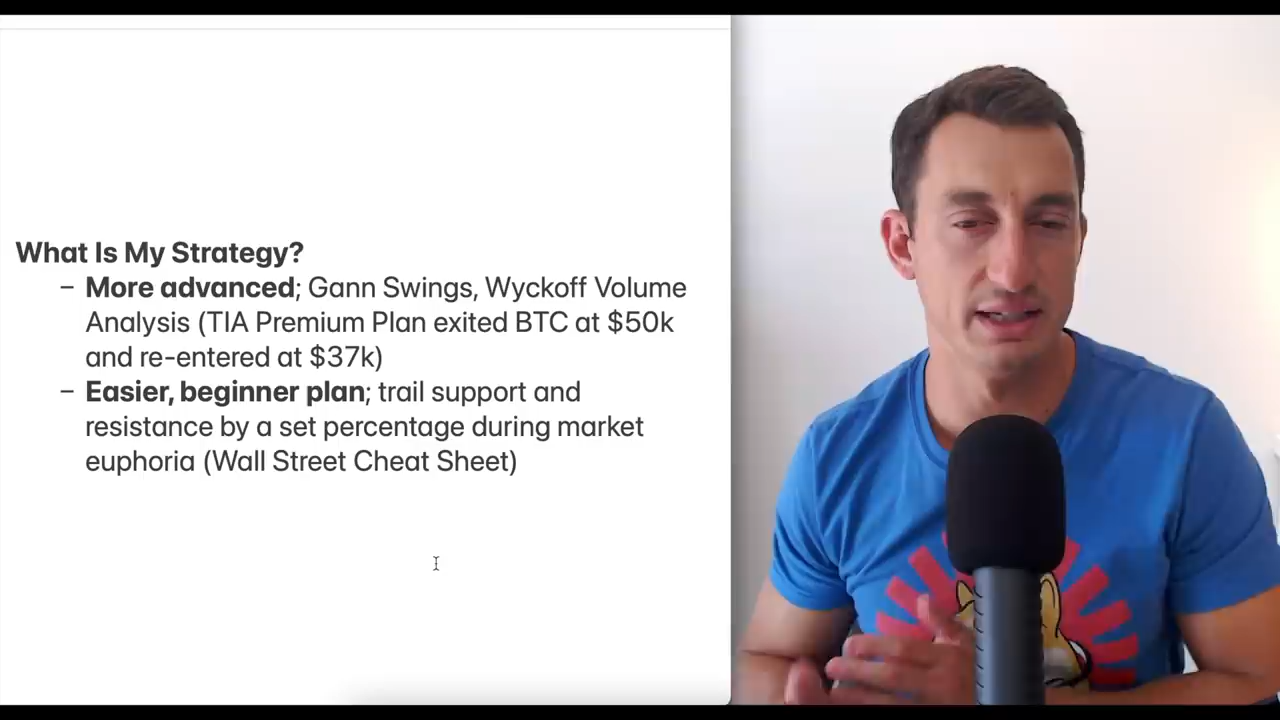 What Is My Strategy?
– More advanced; Gann Swings, Wyckoff Volume
Analysis (TIA Premium Plan exited BTC at $50k
and re-entered at $37k)
– Easier, beginner plan; trail support and
resistance by a set percentage during market
euphoria (Wall Street Cheat Sheet)